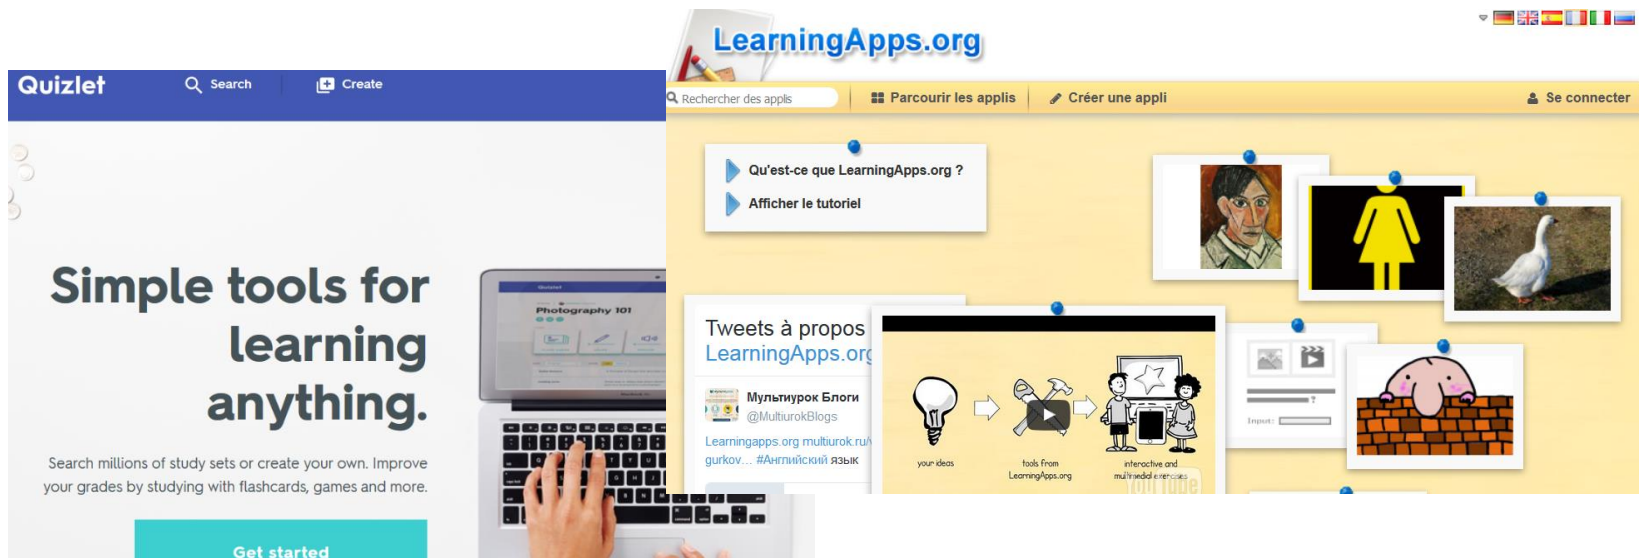 Quizlet
Search
Create
Simple tools for
learning
anything.
Search millions of study sets or create your own. Improve
your grades by studying with flashcards, games and more.
Get started
Photography 101
LearningApps.org
Rechercher des applis
Parcourir les applis
Créer une appli
Se connecter
Qu'est-ce que LearningApps.org ?
Afficher le tutoriel
Tweets à propos
LearningApps.org
Мультиурок Блоги
@MultiurokBlogs
Learningapps.org multiurok.ru/
gurkov... #Английский язык
your ideas
tools from
LearningApps.org
interactive and
multimedial exercises
YouTube
?
Input: